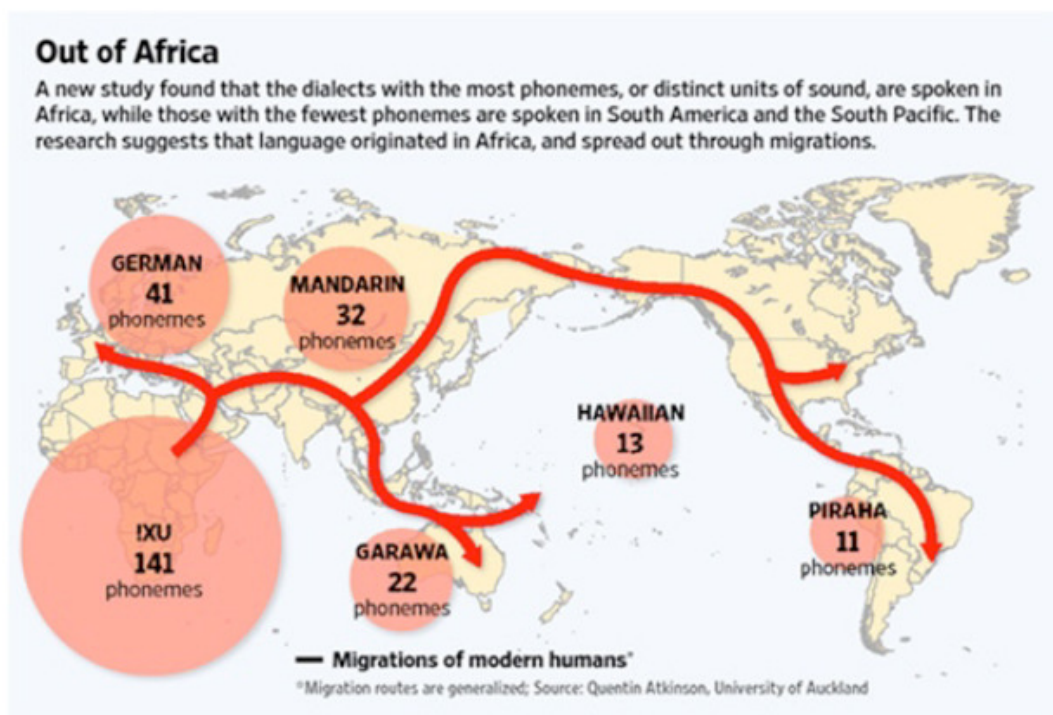 Out of Africa
A new study found that the dialects with the most phonemes, or distinct units of sound, are spoken in
Africa, while those with the fewest phonemes are spoken in South America and the South Pacific. The
research suggests that language originated in Africa, and spread out through migrations.
GERMAN
41
phonemes
MANDARIN
32
phonemes
HAWAIIAN
13
phonemes
!XU
141
phonemes
GARAWA
22
phonemes
PIRAHA
11
phonemes
Migrations of modern humans*
*Migration routes are generalized; Source: Quentin Atkinson, University of Auckland